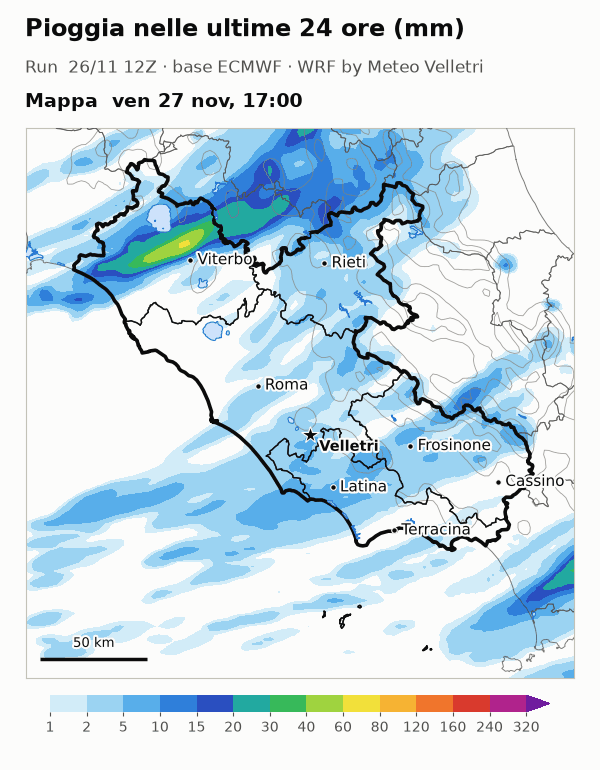 Pioggia nelle ultime 24 ore (mm)
Run  26/11 12Z · base ECMWF · WRF by Meteo Velletri
Mappa  ven 27 nov, 17:00
Viterbo
Rieti
Roma
Velletri
Frosinone
Cassino
Latina
Terracina
50 km
1 2 5 10 15 20 30 40 60 80 120 160 240 320